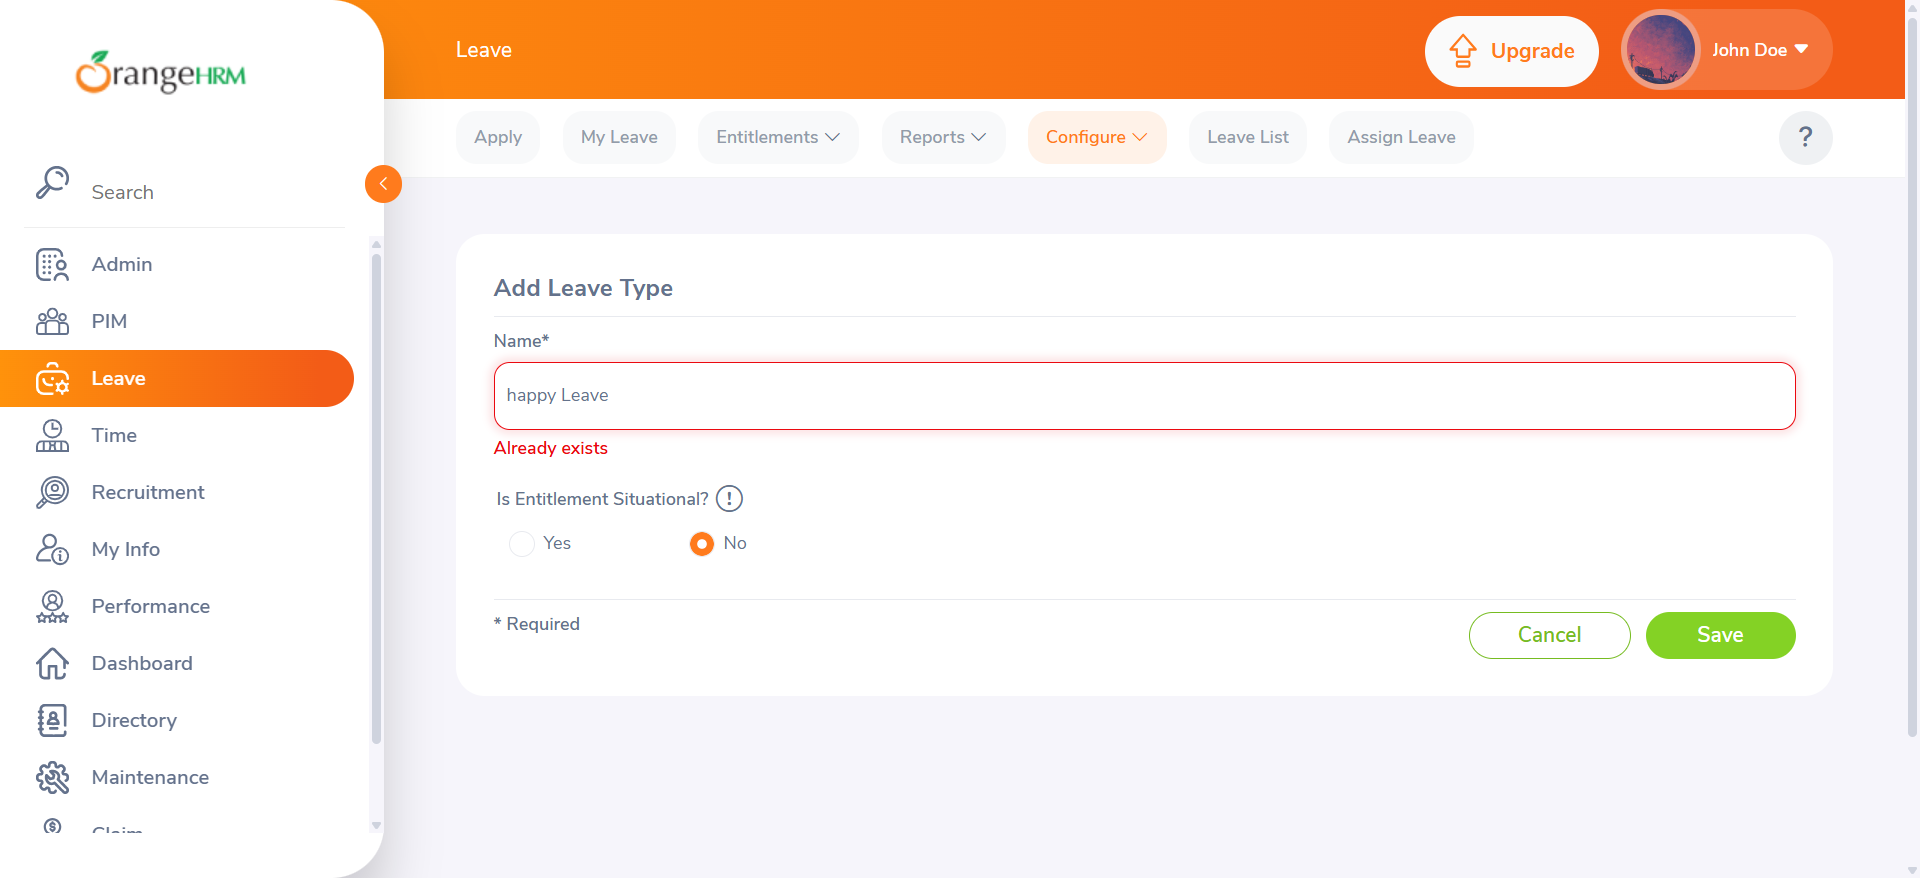 OrangeHRM
Leave
Upgrade
John Doe
Apply
My Leave
Entitlements
Reports
Configure
Leave List
Assign Leave
?
Search
Admin
PIM
Leave
Time
Recruitment
My Info
Performance
Dashboard
Directory
Maintenance
Claim
Add Leave Type
Name*
happy Leave
Already exists
Is Entitlement Situational?
Yes
No
* Required
Cancel
Save